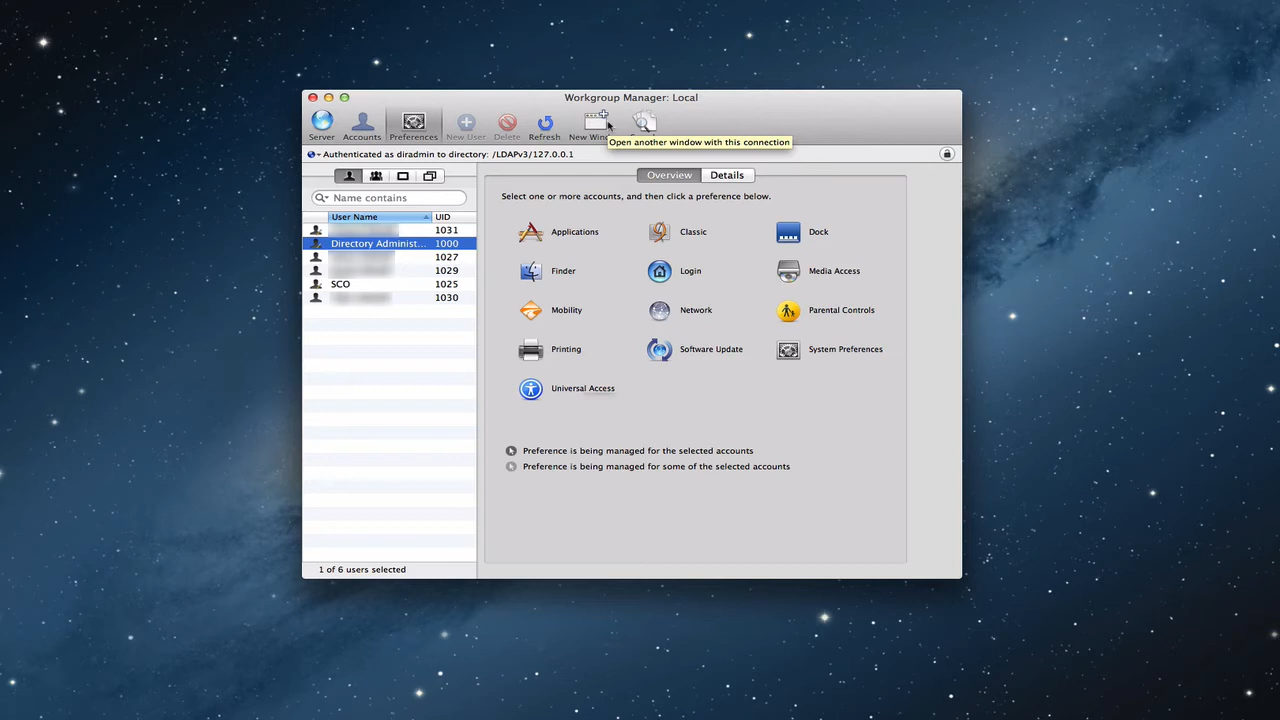 Workgroup Manager: Local
Server Accounts Preferences New User Delete Refresh New
Open another window with this connection
Authenticated as diradmin to directory: /LDAPv3/127.0.0.1
Overview Details
Name contains
Select one or more accounts, and then click a preference below.
User Name UID
1031
Directory Administ... 1000
1027
1029
SCO 1025
1030
Applications Classic Dock
Finder Login Media Access
Mobility Network Parental Controls
Printing Software Update System Preferences
Universal Access
Preference is being managed for the selected accounts
Preference is being managed for some of the selected accounts
1 of 6 users selected